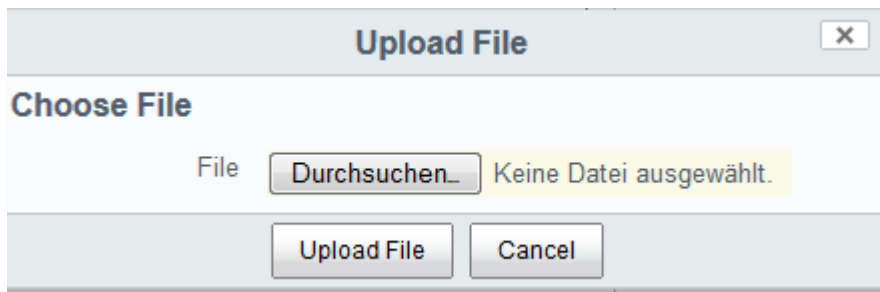 Upload File
Choose File
File Durchsuchen… Keine Datei ausgewählt.
Upload File Cancel